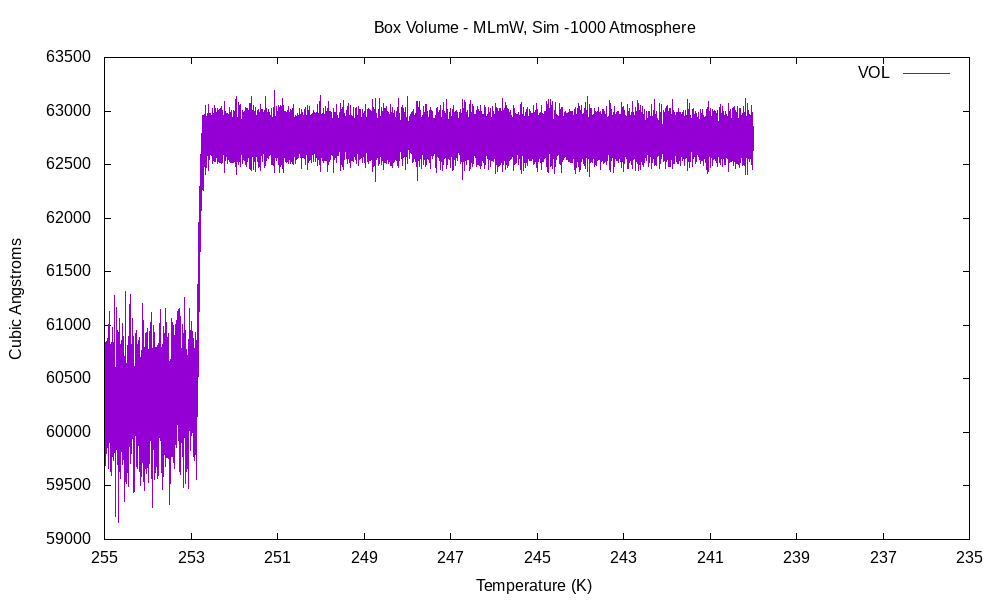 Box Volume - MLmW, Sim -1000 Atmosphere
VOL
63500
63000
62500
62000
61500
61000
60500
60000
59500
59000
Cubic Angstroms
255 253 251 249 247 245 243 241 239 237 235
Temperature (K)